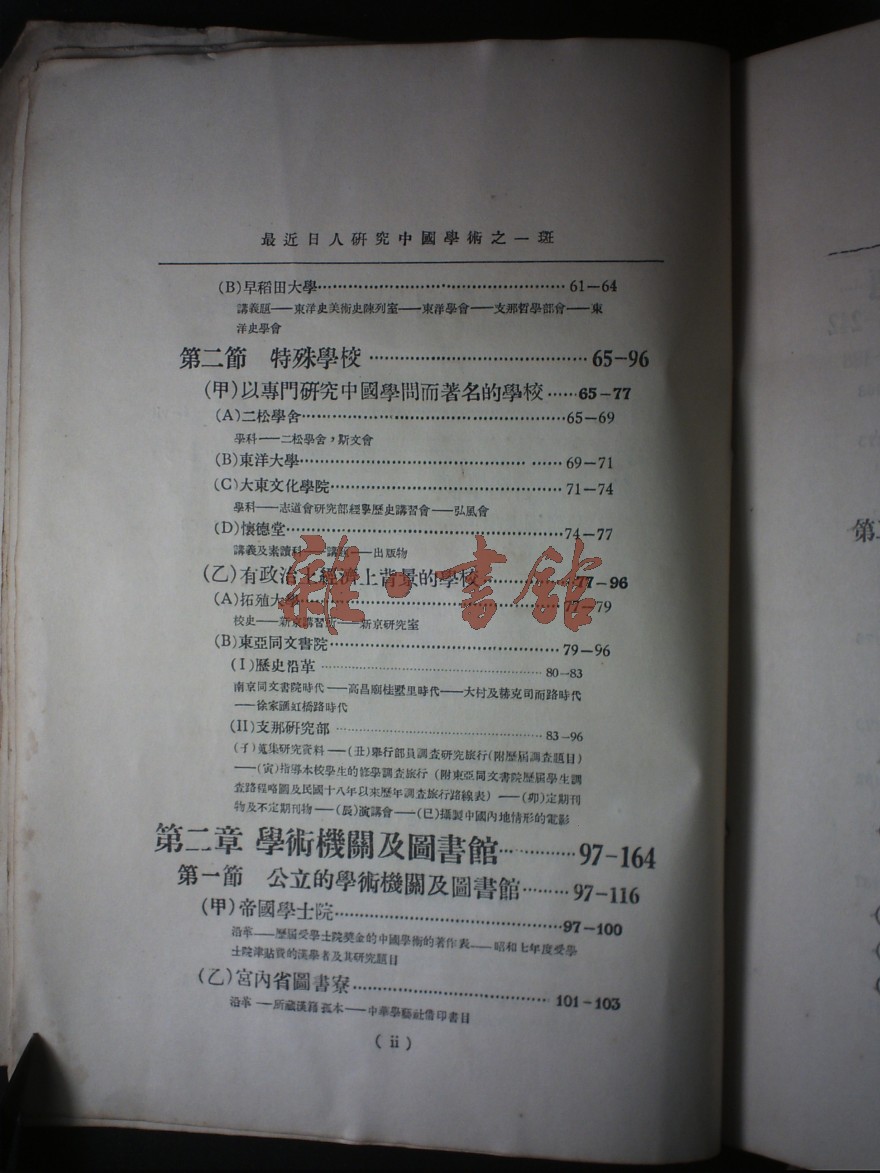 最近日人研究中國學術之一斑
(B)早稻田大學……61—64
講義題——東洋史美術史陳列室——東洋學會——支那哲學部會——東
洋史學會
第二節 特殊學校……65-96
(甲)以專門研究中國學問而著名的學校……65-77
(A)二松學舍……65—69
學科——二松學舍，斯文會
(B)東洋大學……69—71
(C)大東文化學院……71—74
學科——志道會研究部經學歷史講習會——弘風會
(D)懷德堂……74—77
講義及素讀科——講演——出版物
(乙)有政治上經濟上背景的學校……77-96
(A)拓殖大學……77—79
校史——新京講習所——新京研究室
(B)東亞同文書院……79—96
(I)歷史沿革……80—83
南京同文書院時代——高昌廟桂墅里時代——大村及赫克司而路時代
——徐家匯虹橋路時代
(II)支那研究部……83—96
(子)蒐集研究資料——(丑)舉行部員調查研究旅行(附歷屆調查題目)
——(寅)指導本校學生的修學調查旅行(附東亞同文書院歷屆學生調
查路程略圖及民國十八年以來歷年調查旅行路線表)——(卯)定期刊
物及不定期刊物——(辰)演講會——(巳)攝製中國內地情形的電影
第二章 學術機關及圖書館……97-164
第一節 公立的學術機關及圖書館……97-116
(甲)帝國學士院……97-100
沿革——歷屆受學士院奬金的中國學術的著作表——昭和七年度受學
士院津貼費的漢學者及其研究題目
(乙)宮內省圖書寮……101-103
沿革——所藏漢籍孤本——中華學藝社借印書目
(ii)
雜·書館